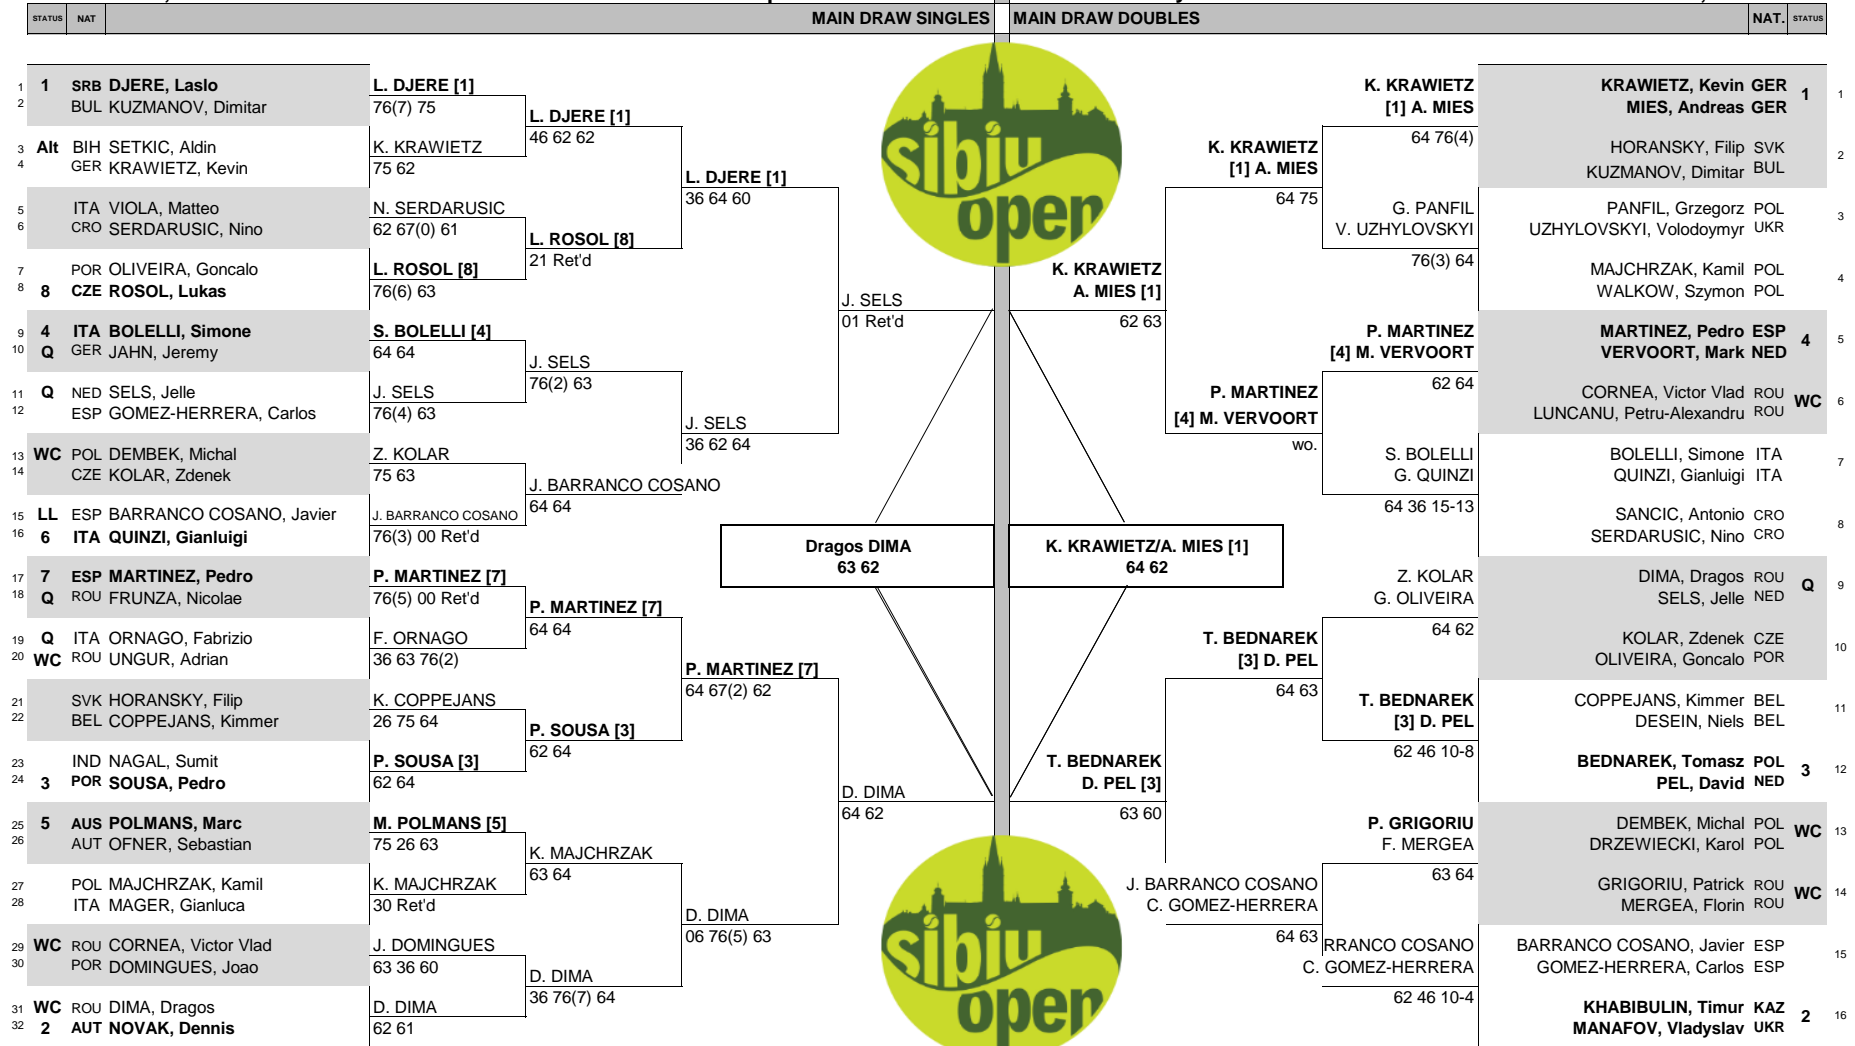 STATUS NAT MAIN DRAW SINGLES MAIN DRAW DOUBLES NAT. STATUS
1 1 SRB DJERE, Laslo
2 BUL KUZMANOV, Dimitar
3 Alt BIH SETKIC, Aldin
4 GER KRAWIETZ, Kevin
5 ITA VIOLA, Matteo
6 CRO SERDARUSIC, Nino
7 POR OLIVEIRA, Goncalo
8 8 CZE ROSOL, Lukas
9 4 ITA BOLELLI, Simone
10 Q GER JAHN, Jeremy
11 Q NED SELS, Jelle
12 ESP GOMEZ-HERRERA, Carlos
13 WC POL DEMBEK, Michal
14 CZE KOLAR, Zdenek
15 LL ESP BARRANCO COSANO, Javier
16 6 ITA QUINZI, Gianluigi
17 7 ESP MARTINEZ, Pedro
18 Q ROU FRUNZA, Nicolae
19 Q ITA ORNAGO, Fabrizio
20 WC ROU UNGUR, Adrian
21 SVK HORANSKY, Filip
22 BEL COPPEJANS, Kimmer
23 IND NAGAL, Sumit
24 3 POR SOUSA, Pedro
25 5 AUS POLMANS, Marc
26 AUT OFNER, Sebastian
27 POL MAJCHRZAK, Kamil
28 ITA MAGER, Gianluca
29 WC ROU CORNEA, Victor Vlad
30 POR DOMINGUES, Joao
31 WC ROU DIMA, Dragos
32 2 AUT NOVAK, Dennis
L. DJERE [1]
76(7) 75
K. KRAWIETZ
75 62
N. SERDARUSIC
62 67(0) 61
L. ROSOL [8]
76(6) 63
S. BOLELLI [4]
64 64
J. SELS
76(4) 63
Z. KOLAR
75 63
J. BARRANCO COSANO
76(3) 00 Ret'd
P. MARTINEZ [7]
76(5) 00 Ret'd
F. ORNAGO
36 63 76(2)
K. COPPEJANS
26 75 64
P. SOUSA [3]
62 64
M. POLMANS [5]
75 26 63
K. MAJCHRZAK
30 Ret'd
J. DOMINGUES
63 36 60
D. DIMA
62 61
L. DJERE [1]
46 62 62
L. ROSOL [8]
21 Ret'd
J. SELS
76(2) 63
J. BARRANCO COSANO
64 64
P. MARTINEZ [7]
64 64
P. SOUSA [3]
62 64
K. MAJCHRZAK
63 64
D. DIMA
36 76(7) 64
L. DJERE [1]
36 64 60
J. SELS
36 62 64
P. MARTINEZ [7]
64 67(2) 62
D. DIMA
06 76(5) 63
J. SELS
01 Ret'd
D. DIMA
64 62
Dragos DIMA
63 62
sibiu
open
sibiu
open
K. KRAWIETZ/A. MIES [1]
64 62
K. KRAWIETZ
A. MIES [1]
62 63
T. BEDNAREK
D. PEL [3]
63 60
K. KRAWIETZ
[1] A. MIES
64 75
P. MARTINEZ
[4] M. VERVOORT
wo.
T. BEDNAREK
[3] D. PEL
64 63
J. BARRANCO COSANO
C. GOMEZ-HERRERA
64 63
K. KRAWIETZ
[1] A. MIES
64 76(4)
G. PANFIL
V. UZHYLOVSKYI
76(3) 64
P. MARTINEZ
[4] M. VERVOORT
62 64
S. BOLELLI
G. QUINZI
64 36 15-13
Z. KOLAR
G. OLIVEIRA
64 62
T. BEDNAREK
[3] D. PEL
62 46 10-8
P. GRIGORIU
F. MERGEA
63 64
RRANCO COSANO
C. GOMEZ-HERRERA
62 46 10-4
KRAWIETZ, Kevin GER 1 1
MIES, Andreas GER
HORANSKY, Filip SVK 2
KUZMANOV, Dimitar BUL
PANFIL, Grzegorz POL 3
UZHYLOVSKYI, Volodoymyr UKR
MAJCHRZAK, Kamil POL 4
WALKOW, Szymon POL
MARTINEZ, Pedro ESP 4 5
VERVOORT, Mark NED
CORNEA, Victor Vlad ROU WC 6
LUNCANU, Petru-Alexandru ROU
BOLELLI, Simone ITA 7
QUINZI, Gianluigi ITA
SANCIC, Antonio CRO 8
SERDARUSIC, Nino CRO
DIMA, Dragos ROU Q 9
SELS, Jelle NED
KOLAR, Zdenek CZE 10
OLIVEIRA, Goncalo POR
COPPEJANS, Kimmer BEL 11
DESEIN, Niels BEL
BEDNAREK, Tomasz POL 3 12
PEL, David NED
DEMBEK, Michal POL WC 13
DRZEWIECKI, Karol POL
GRIGORIU, Patrick ROU WC 14
MERGEA, Florin ROU
BARRANCO COSANO, Javier ESP 15
GOMEZ-HERRERA, Carlos ESP
KHABIBULIN, Timur KAZ 2 16
MANAFOV, Vladyslav UKR